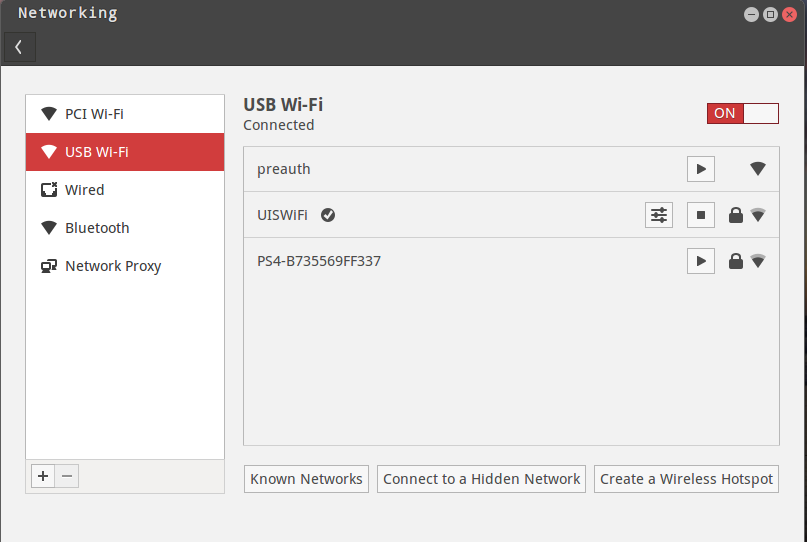 Networking
PCI Wi-Fi
USB Wi-Fi
Wired
Bluetooth
Network Proxy
USB Wi-Fi
Connected
ON
preauth
UISWiFi
PS4-B735569FF337
Known Networks
Connect to a Hidden Network
Create a Wireless Hotspot